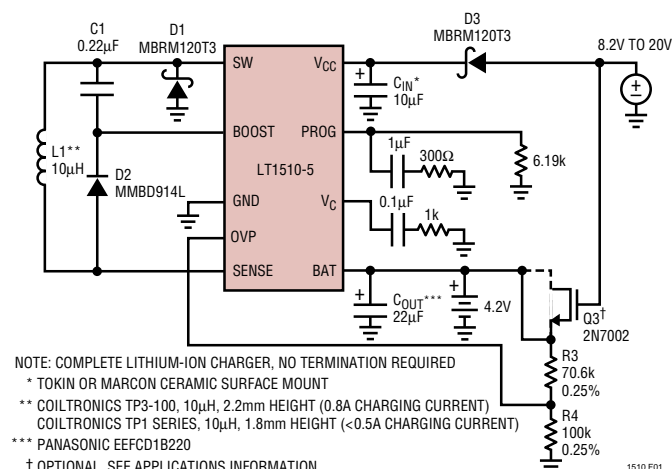 C1
0.22µF
D1
MBRM120T3
D3
MBRM120T3
8.2V TO 20V
SW
VCC
CIN*
10µF
L1**
10µH
BOOST
PROG
1µF
300Ω
6.19k
D2
MMBD914L
LT1510-5
GND
VC
0.1µF
1k
OVP
SENSE
BAT
COUT***
22µF
4.2V
Q3†
2N7002
R3
70.6k
0.25%
R4
100k
0.25%
NOTE: COMPLETE LITHIUM-ION CHARGER, NO TERMINATION REQUIRED
* TOKIN OR MARCON CERAMIC SURFACE MOUNT
** COILTRONICS TP3-100, 10µH, 2.2mm HEIGHT (0.8A CHARGING CURRENT)
COILTRONICS TP1 SERIES, 10µH, 1.8mm HEIGHT (<0.5A CHARGING CURRENT)
*** PANASONIC EEFCD1B220
† OPTIONAL, SEE APPLICATIONS INFORMATION
1510 F01